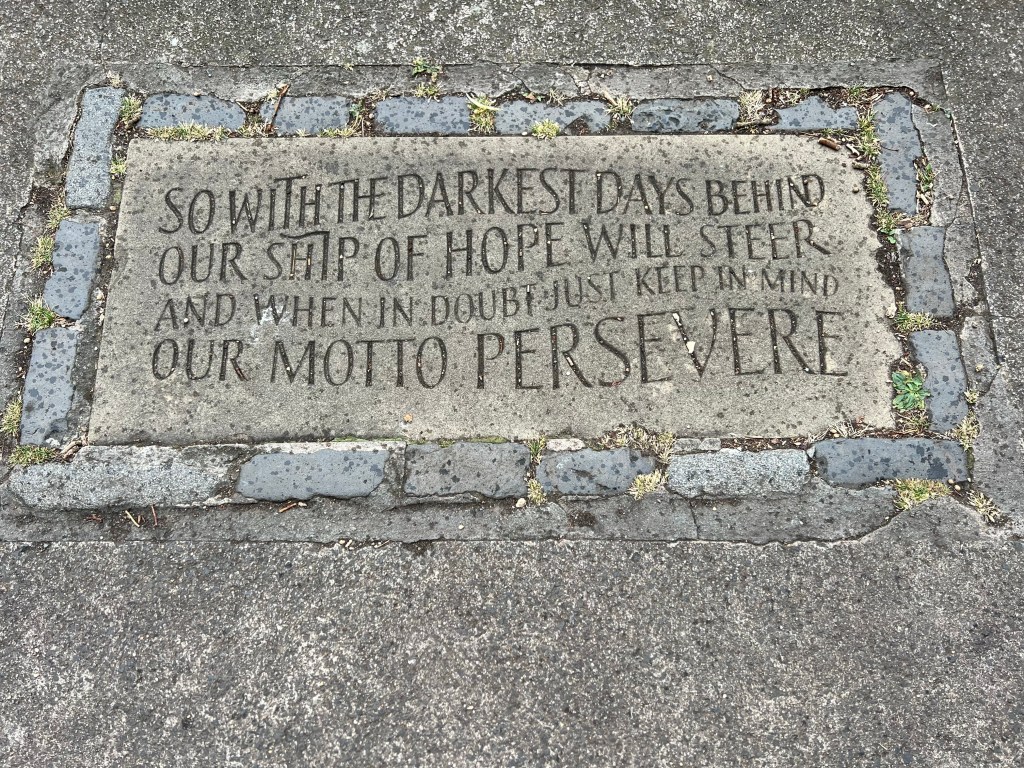 SO WITH THE DARKEST DAYS BEHIND
OUR SHIP OF HOPE WILL STEER
AND WHEN IN DOUBT JUST KEEP IN MIND
OUR MOTTO PERSEVERE